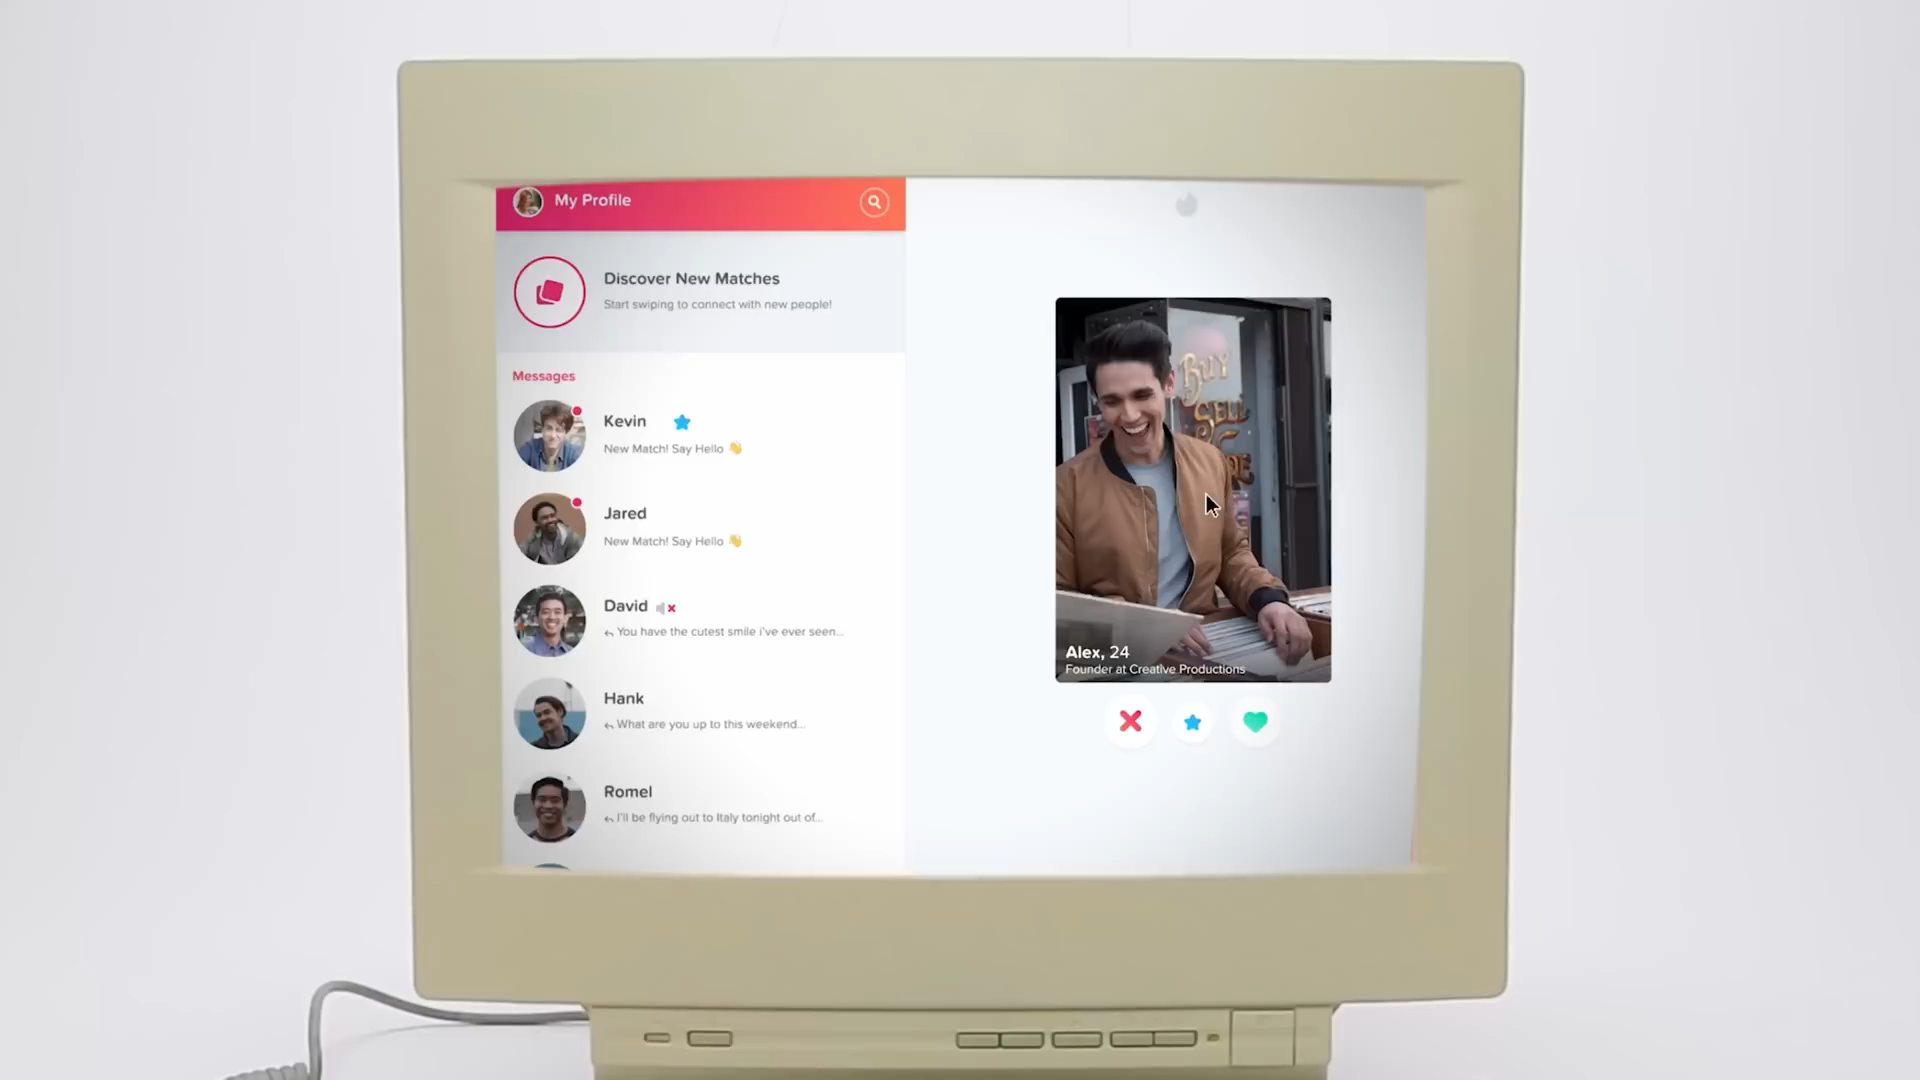 My Profile
Discover New Matches
Start swiping to connect with new people!
Messages
Kevin
New Match! Say Hello 👋
Jared
New Match! Say Hello 👋
David
You have the cutest smile i've ever seen...
Hank
What are you up to this weekend...
Romel
I'll be flying out to Italy tonight out of...
BUY
SELL
Alex, 24
Founder at Creative Productions